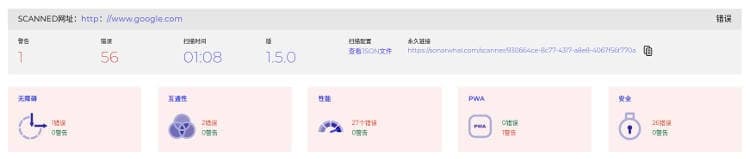 SCANNED网址：http：//www.google.com
错误
警告
错误
扫描时间
版
扫描配置
永久链接
1
56
01:08
1.5.0
查看JSON文件
https://sonarwhal.com/scanner/930864ce-8c77-4317-a8e8-4067f56f770a
无障碍
1错误
0警告
互通性
2错误
0警告
性能
27个错误
0警告
PWA
PWA
0错误
1警告
安全
26错误
0警告